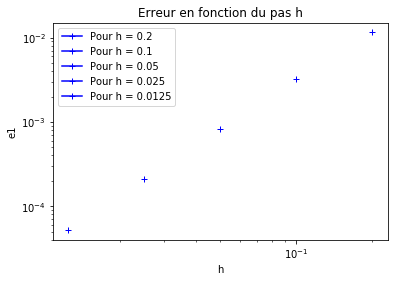 Erreur en fonction du pas h
Pour h = 0.2
Pour h = 0.1
Pour h = 0.05
Pour h = 0.025
Pour h = 0.0125
10⁻²
10⁻³
10⁻⁴
e1
10⁻¹
h